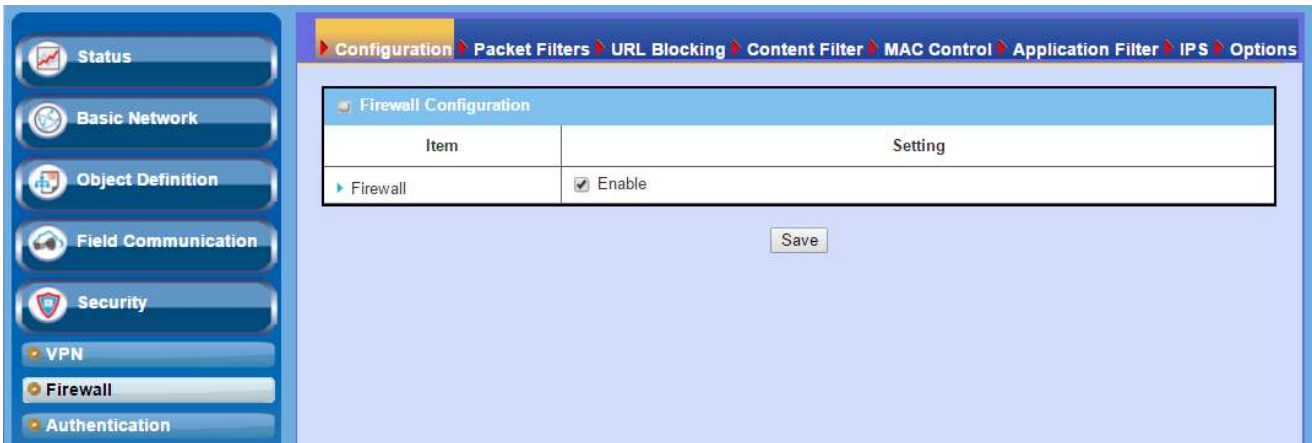 Status
Basic Network
Object Definition
Field Communication
Security
VPN
Firewall
Authentication
Configuration Packet Filters URL Blocking Content Filter MAC Control Application Filter IPS Options
Firewall Configuration
Item Setting
Firewall Enable
Save